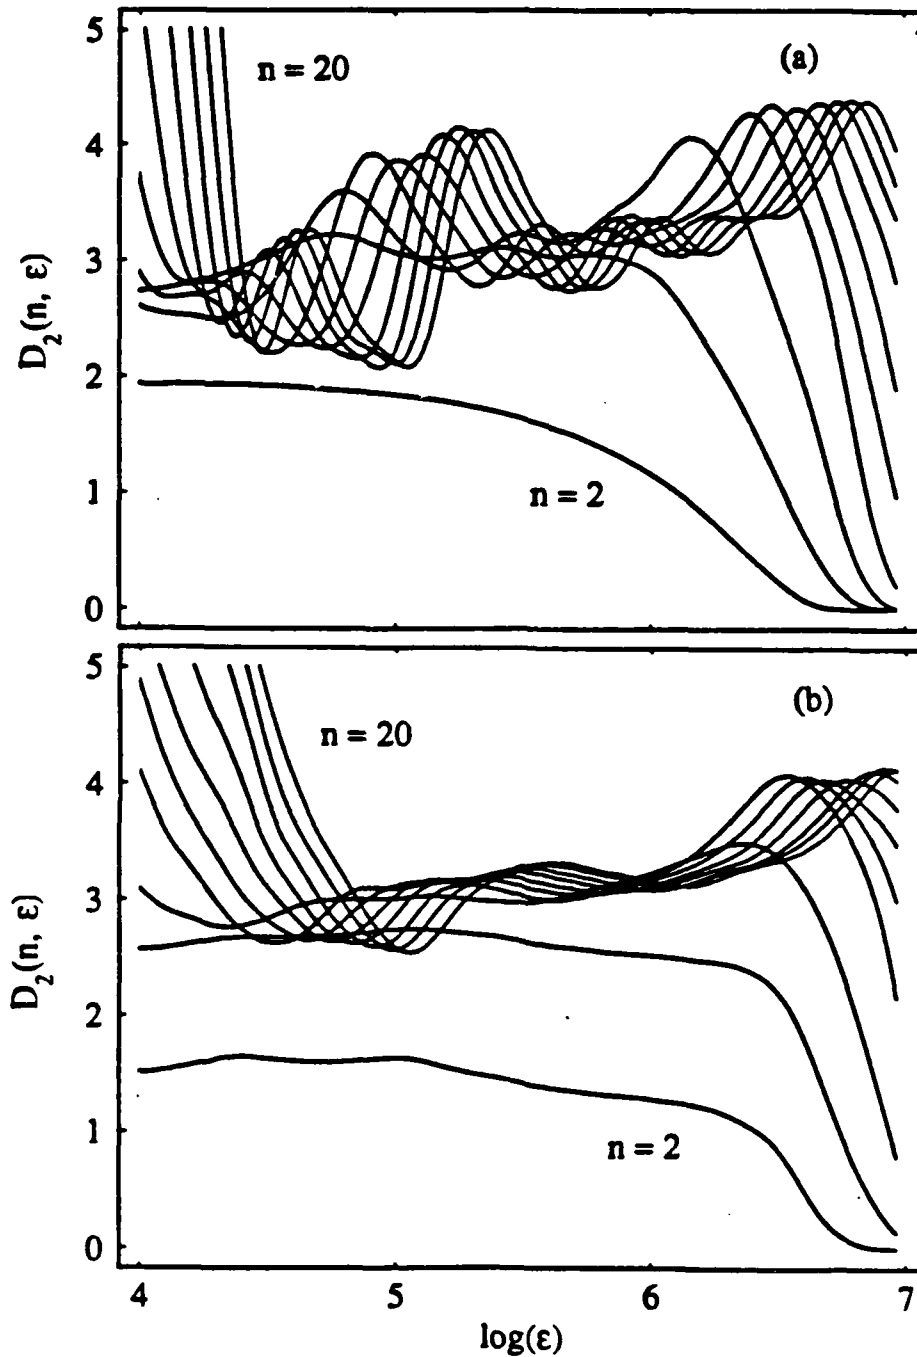 5
4
3
2
1
0
D₂(n, ε)
n = 20
(a)
n = 2
5
4
3
2
1
0
D₂(n, ε)
n = 20
(b)
n = 2
4 5 6 7
log(ε)